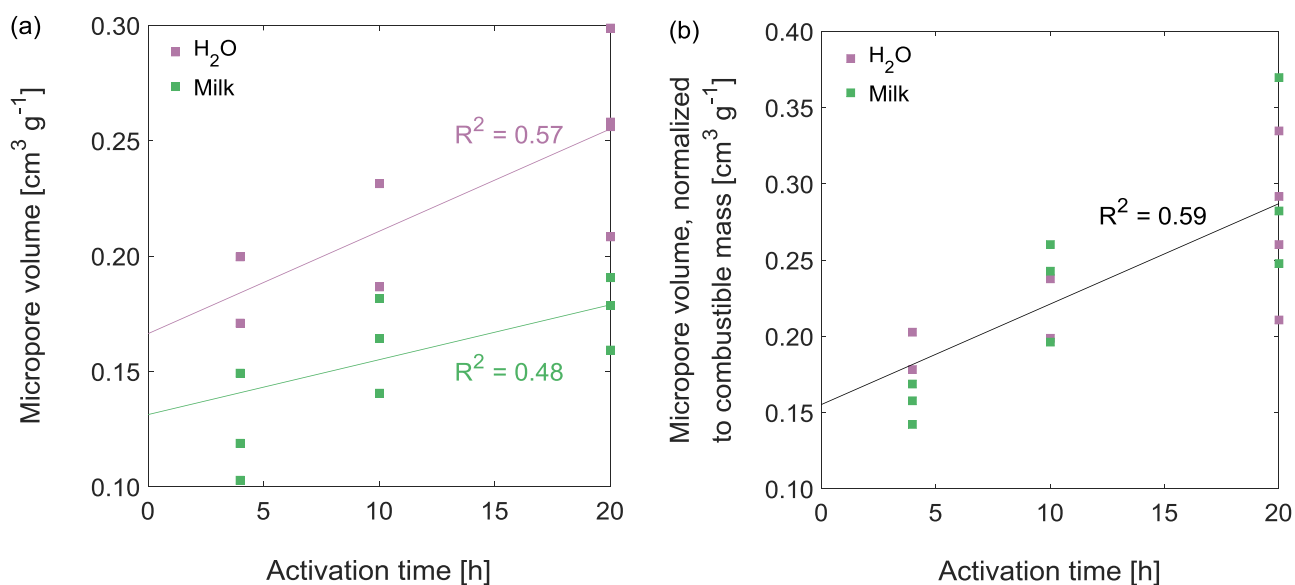 (a)
Micropore volume [cm³ g⁻¹]
0.30
0.25
0.20
0.15
0.10
H₂O
Milk
R² = 0.57
R² = 0.48
0 5 10 15 20
Activation time [h]
(b)
Micropore volume, normalized
to combustible mass [cm³ g⁻¹]
0.40
0.35
0.30
0.25
0.20
0.15
0.10
H₂O
Milk
R² = 0.59
0 5 10 15 20
Activation time [h]